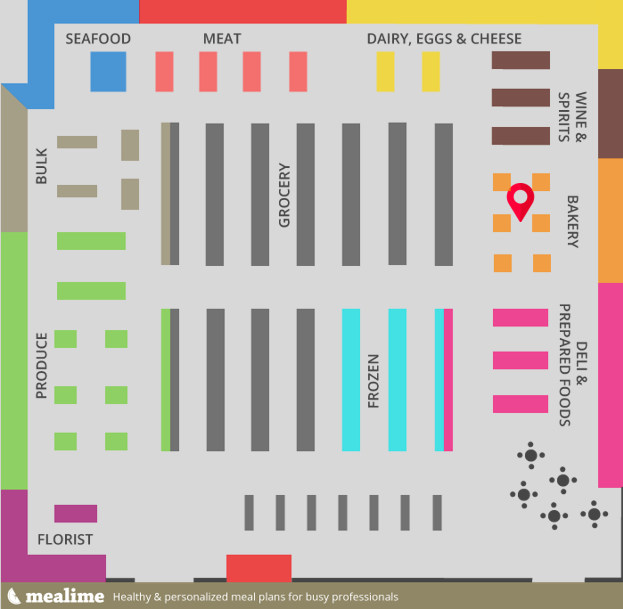 SEAFOOD
MEAT
DAIRY, EGGS & CHEESE
WINE &
SPIRITS
BULK
GROCERY
BAKERY
PRODUCE
FROZEN
DELI &
PREPARED FOODS
FLORIST
mealime Healthy & personalized meal plans for busy professionals